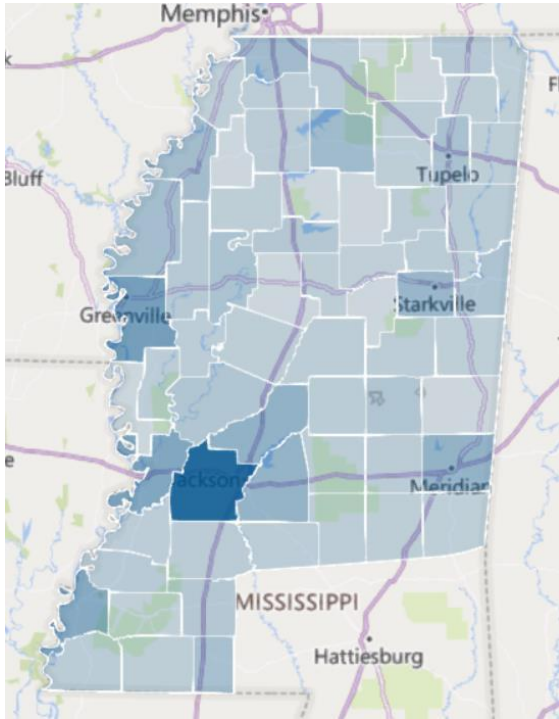 Memphis
Bluff
Tupelo
Starkville
Greenville
Jackson
Meridian
MISSISSIPPI
Hattiesburg